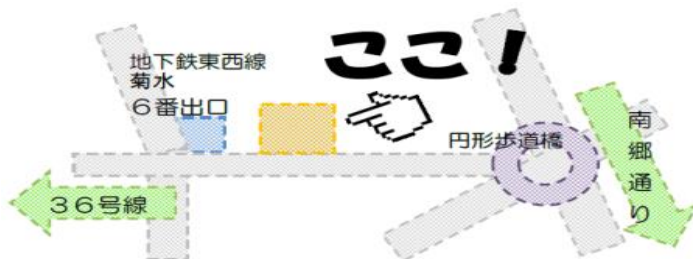 ここ!
地下鉄東西線
菊水
6番出口
円形歩道橋
南郷通り
36号線